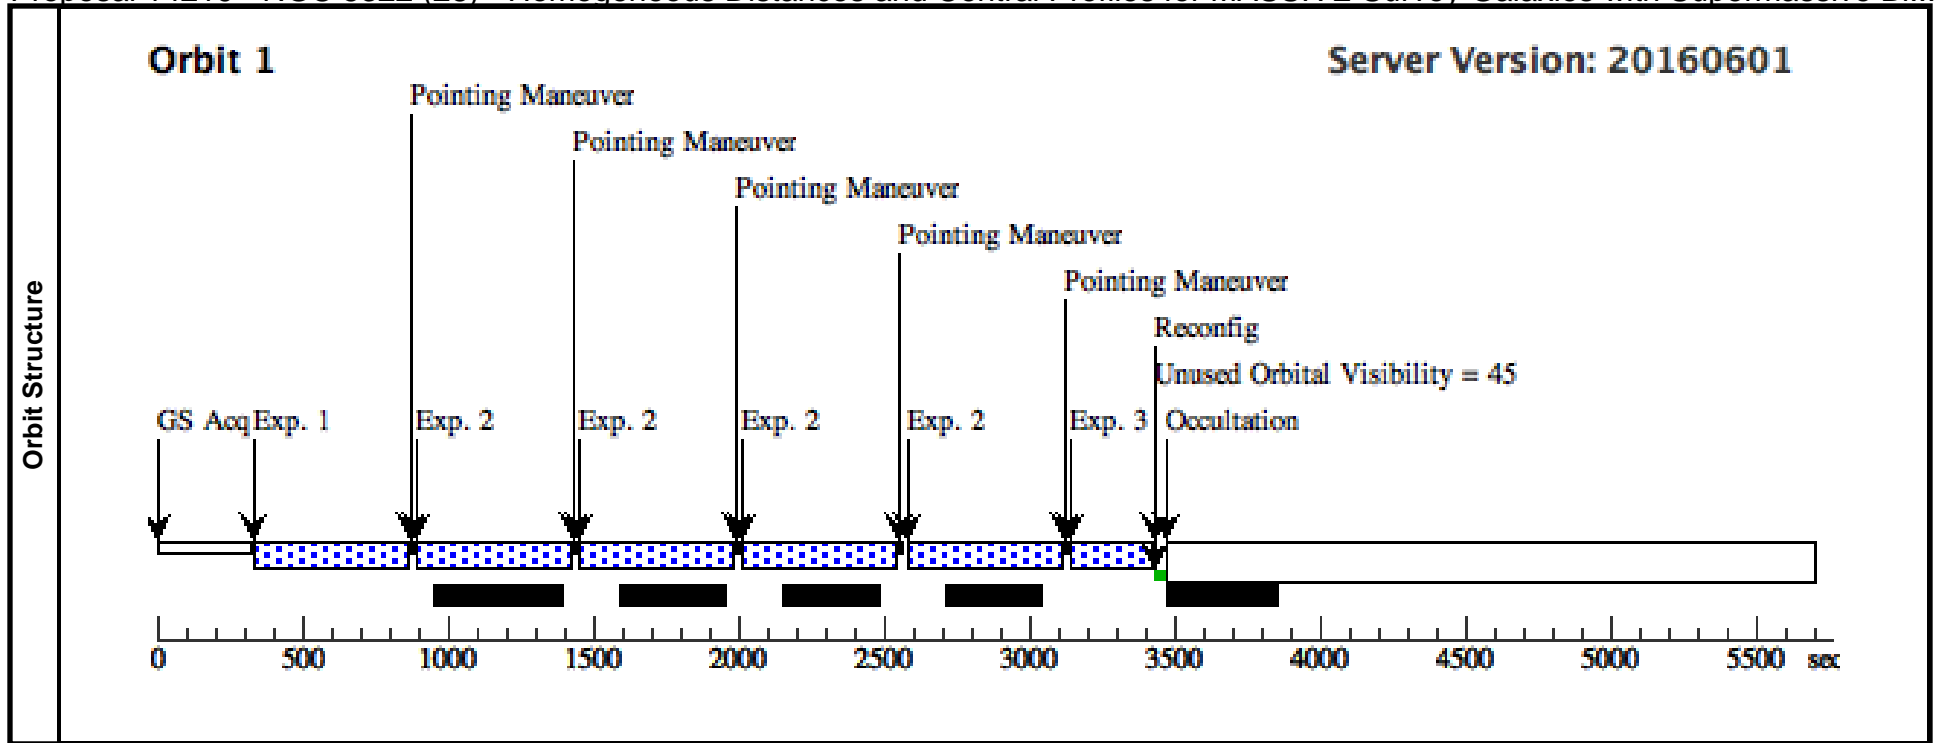 Orbit Structure
Orbit 1
Server Version: 20160601
Pointing Maneuver
Pointing Maneuver
Pointing Maneuver
Pointing Maneuver
Pointing Maneuver
Reconfig
Unused Orbital Visibility = 45
GS Acq Exp. 1 Exp. 2 Exp. 2 Exp. 2 Exp. 2 Exp. 3 Occultation
0 500 1000 1500 2000 2500 3000 3500 4000 4500 5000 5500 sec